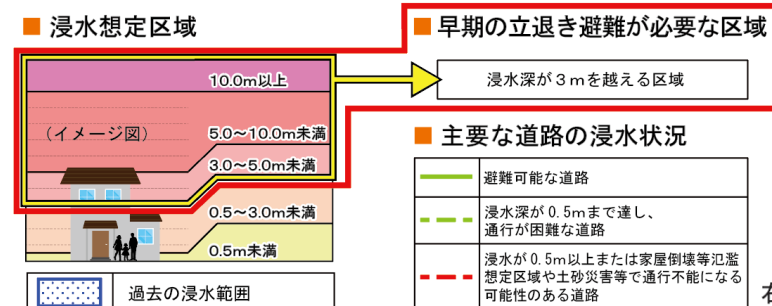 ■ 浸水想定区域
10.0m以上
(イメージ図)
5.0～10.0m未満
3.0～5.0m未満
0.5～3.0m未満
0.5m未満
過去の浸水範囲
■ 早期の立退き避難が必要な区域
浸水深が3mを越える区域
■ 主要な道路の浸水状況
避難可能な道路
浸水深が0.5mまで達し、
通行が困難な道路
浸水が0.5m以上または家屋倒壊等氾濫
想定区域や土砂災害等で通行不能になる
可能性のある道路